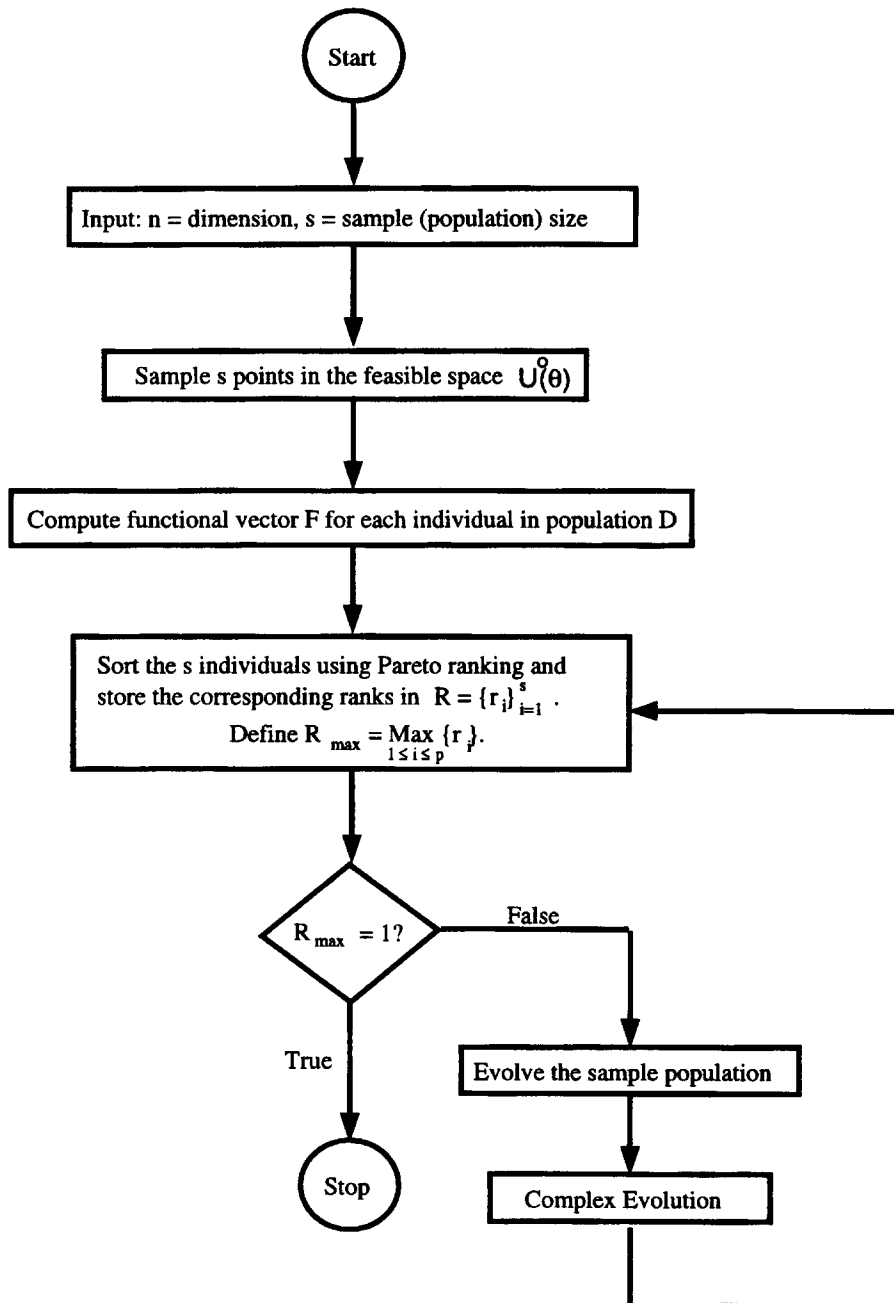 Start
Input: n = dimension, s = sample (population) size
Sample s points in the feasible space U°(θ)
Compute functional vector F for each individual in population D
Sort the s individuals using Pareto ranking and
store the corresponding ranks in R = {r_i}_{i=1}^{s} .
Define R_max = Max_{1 ≤ i ≤ p} {r_i}.
R_max = 1?
False
True
Evolve the sample population
Stop
Complex Evolution